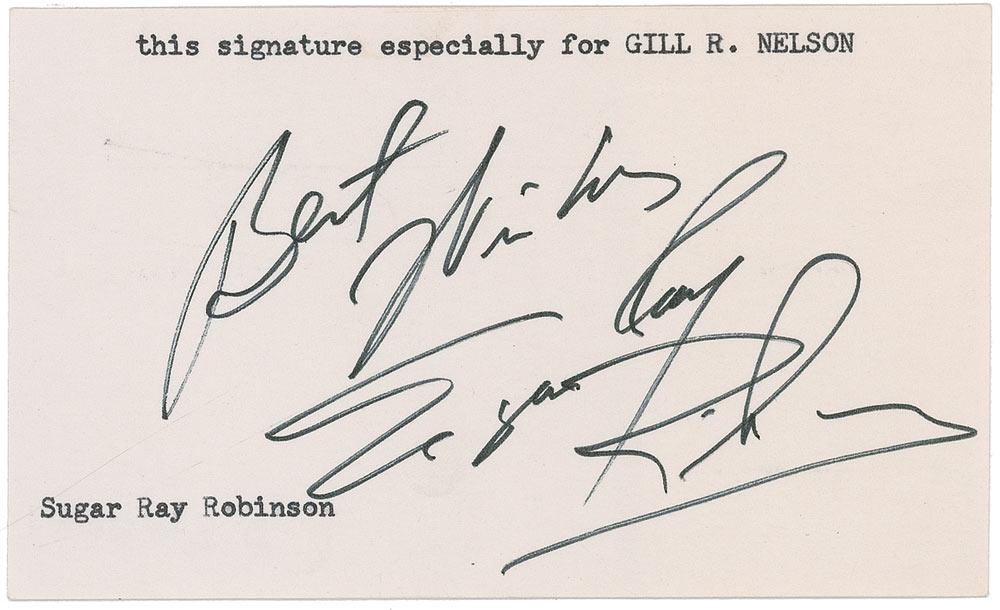 this signature especially for GILL R. NELSON
Best Wishes
Sugar Ray
Robinson
Sugar Ray Robinson